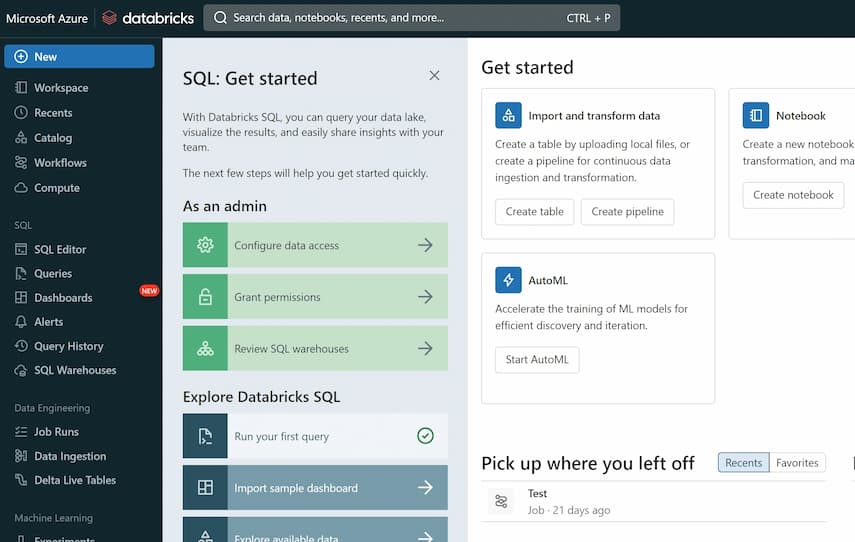 Microsoft Azure
databricks
Search data, notebooks, recents, and more...
CTRL + P
New
Workspace
Recents
Catalog
Workflows
Compute
SQL
SQL Editor
Queries
Dashboards
NEW
Alerts
Query History
SQL Warehouses
Data Engineering
Job Runs
Data Ingestion
Delta Live Tables
Machine Learning
Experiments
SQL: Get started
With Databricks SQL, you can query your data lake,
visualize the results, and easily share insights with your
team.
The next few steps will help you get started quickly.
As an admin
Configure data access
Grant permissions
Review SQL warehouses
Explore Databricks SQL
Run your first query
Import sample dashboard
Explore available data
Get started
Import and transform data
Create a table by uploading local files, or
create a pipeline for continuous data
ingestion and transformation.
Create table
Create pipeline
Notebook
Create a new notebook
transformation, and ma
Create notebook
AutoML
Accelerate the training of ML models for
efficient discovery and iteration.
Start AutoML
Pick up where you left off
Recents
Favorites
Test
Job · 21 days ago